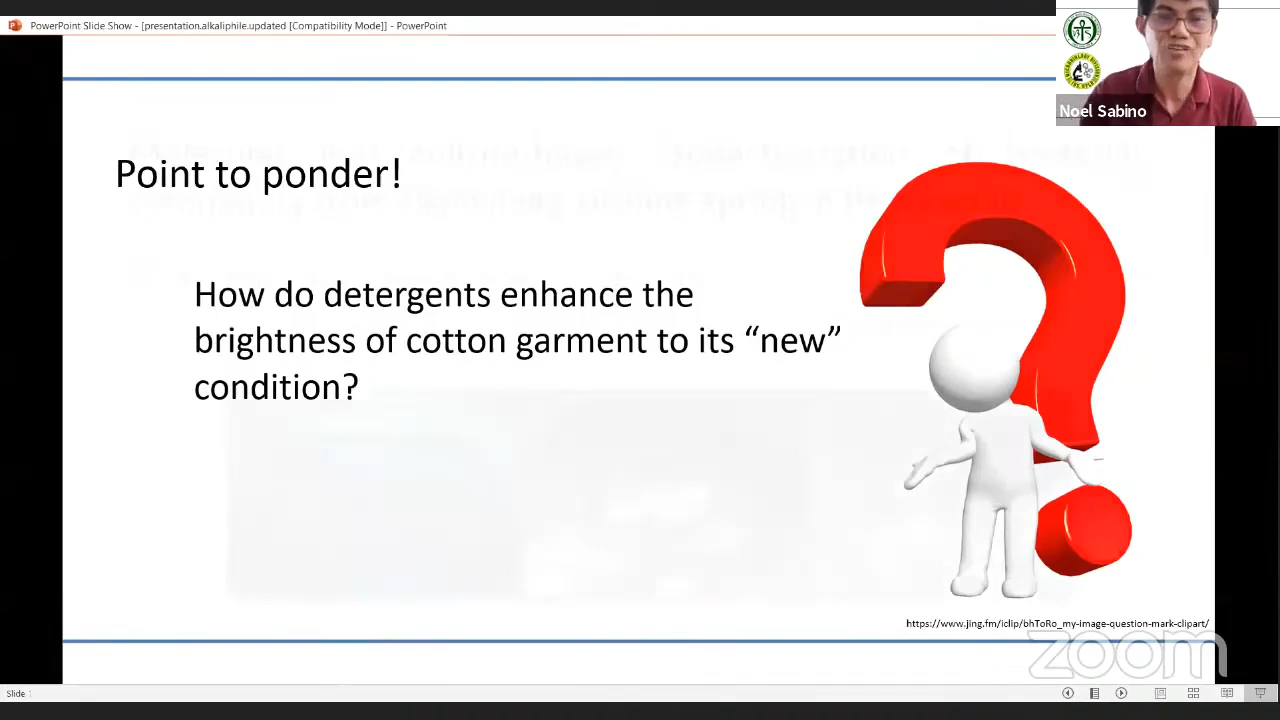 PowerPoint Slide Show - [presentation.alkaliphile.updated [Compatibility Mode]] - PowerPoint
Noel Sabino
Point to ponder!
How do detergents enhance the
brightness of cotton garment to its “new”
condition?
https://www.jing.fm/iclip/bhToRo_my-image-question-mark-clipart/
zoom
Slide